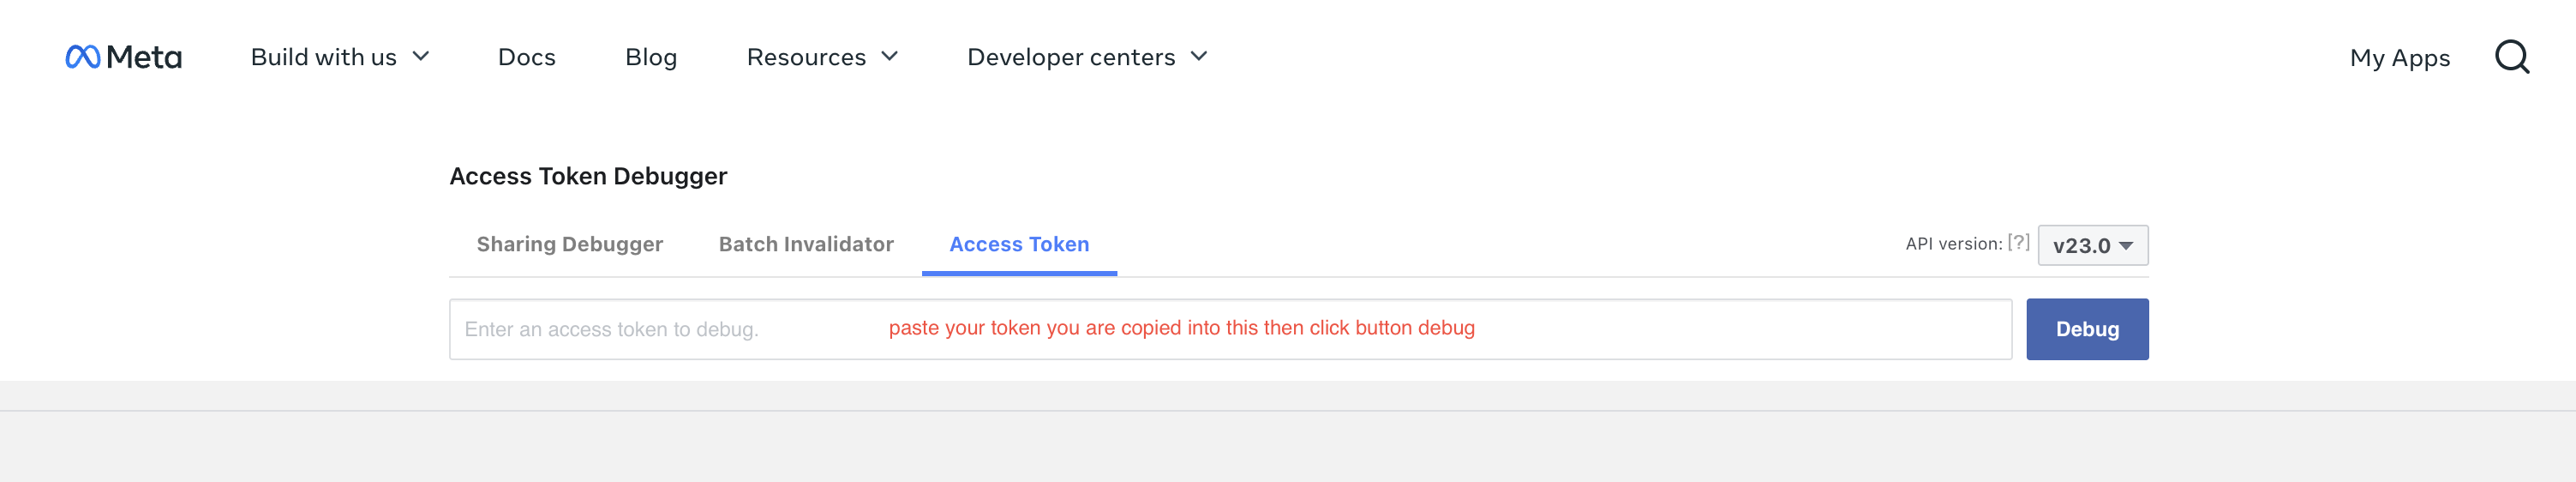 Meta Build with us Docs Blog Resources Developer centers My Apps
Access Token Debugger
Sharing Debugger Batch Invalidator Access Token API version: [?] v23.0
Enter an access token to debug. paste your token you are copied into this then click button debug Debug